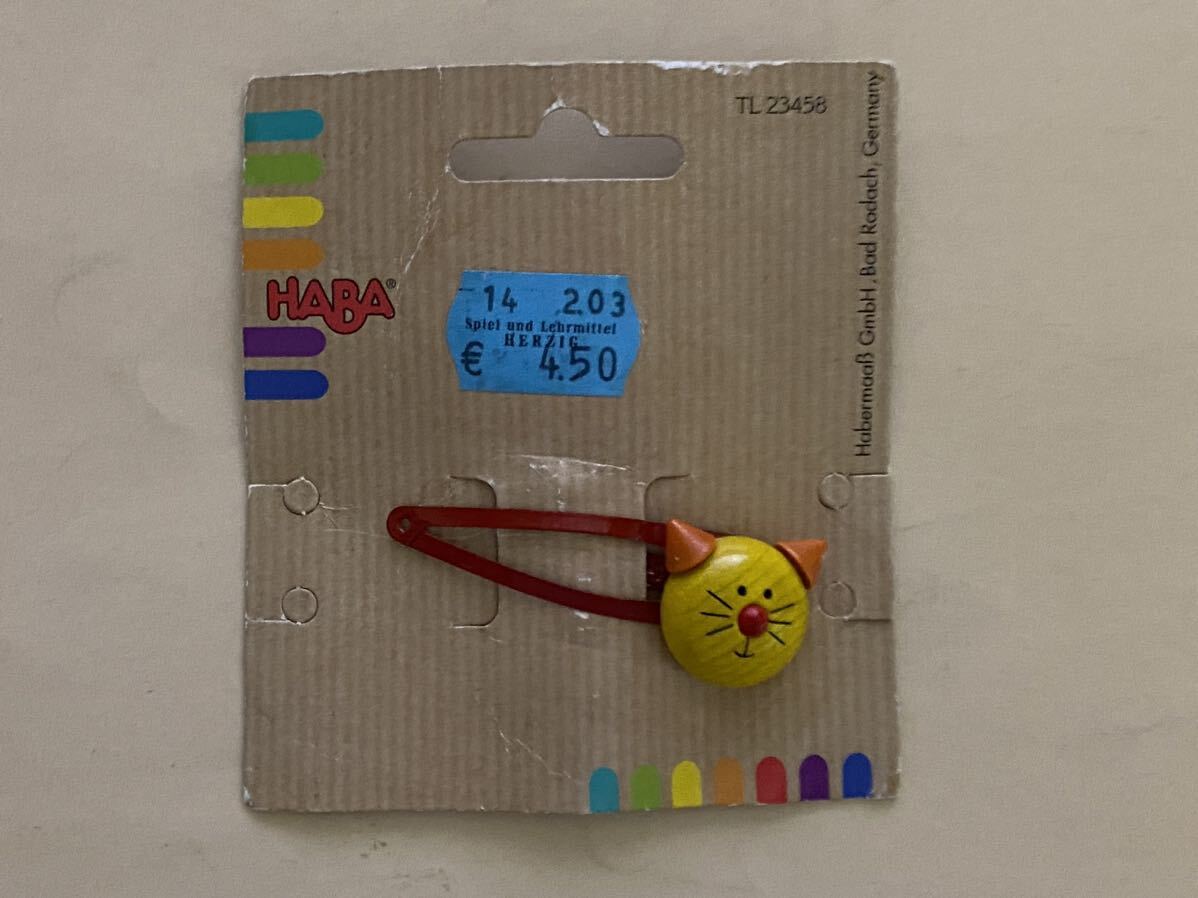 TL 23458
Habermaaß GmbH, Bad Rodach, Germany
HABA®
14 2.03
Spiel und Lehrmittel
HERZIG
€ 4.50